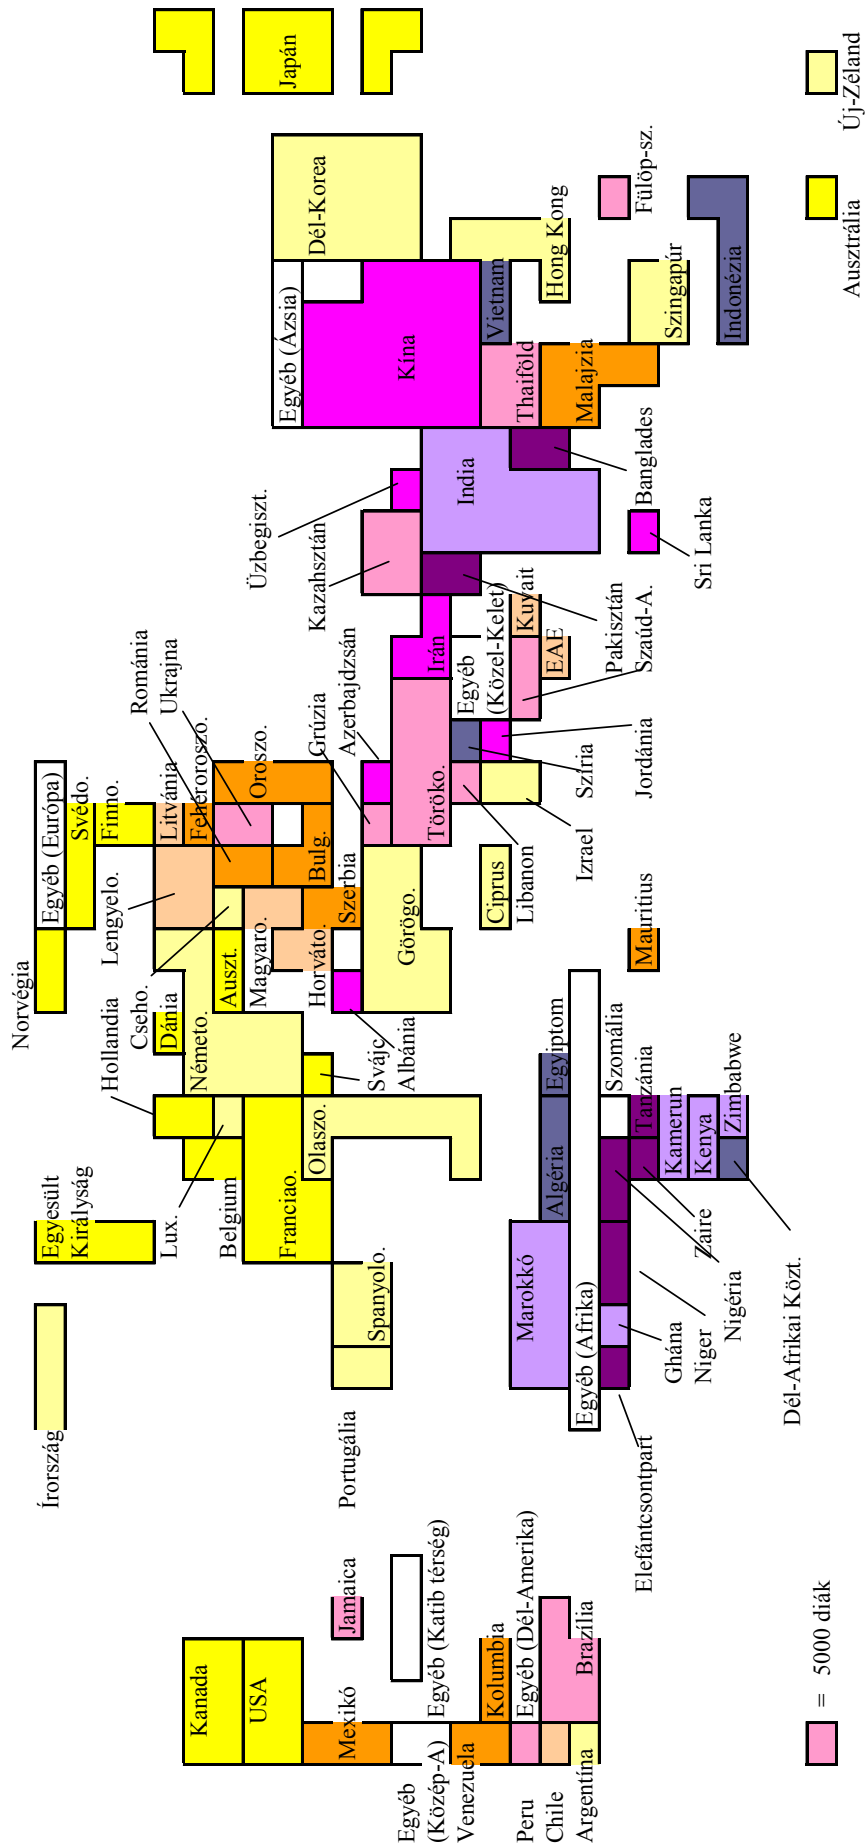 Norvégia
Egyéb (Európa)
Svédo.
Finno.
Írország
Egyesült
Királyság
Hollandia
Cseho.
Dánia
Lengyelo.
Litvánia
Fehéroroszo.
Románia
Ukrajna
Oroszo.
Lux.
Belgium
Németo.
Auszt.
Magyaro.
Horváto.
Szerbia
Bulg.
Grúzia
Azerbajdzsán
Franciao.
Olaszo.
Svájc
Albánia
Görögo.
Töröko.
Portugália
Spanyolo.
Ciprus
Libanon
Izrael
Szíria
Jordánia
Irán
Egyéb
(Közel-Kelet)
Kuvait
EAE
Pakisztán
Szaúd-A.
Kazahsztán
Üzbegiszt.
India
Banglades
Sri Lanka
Egyéb (Ázsia)
Kína
Dél-Korea
Japán
Vietnam
Hong Kong
Thaiföld
Malajzia
Szingapúr
Indonézia
Fülöp-sz.
Ausztrália
Új-Zéland
Kanada
USA
Mexikó
Jamaica
Egyéb
(Közép-A)
Egyéb (Katib térség)
Venezuela
Kolumbia
Peru
Egyéb (Dél-Amerika)
Chile
Brazília
Argentína
Marokkó
Algéria
Egyiptom
Egyéb (Afrika)
Szomália
Mauritius
Tanzánia
Kamerun
Kenya
Zimbabwe
Elefántcsontpart
Ghána
Niger
Nigéria
Zaire
Dél-Afrikai Közt.
= 5000 diák